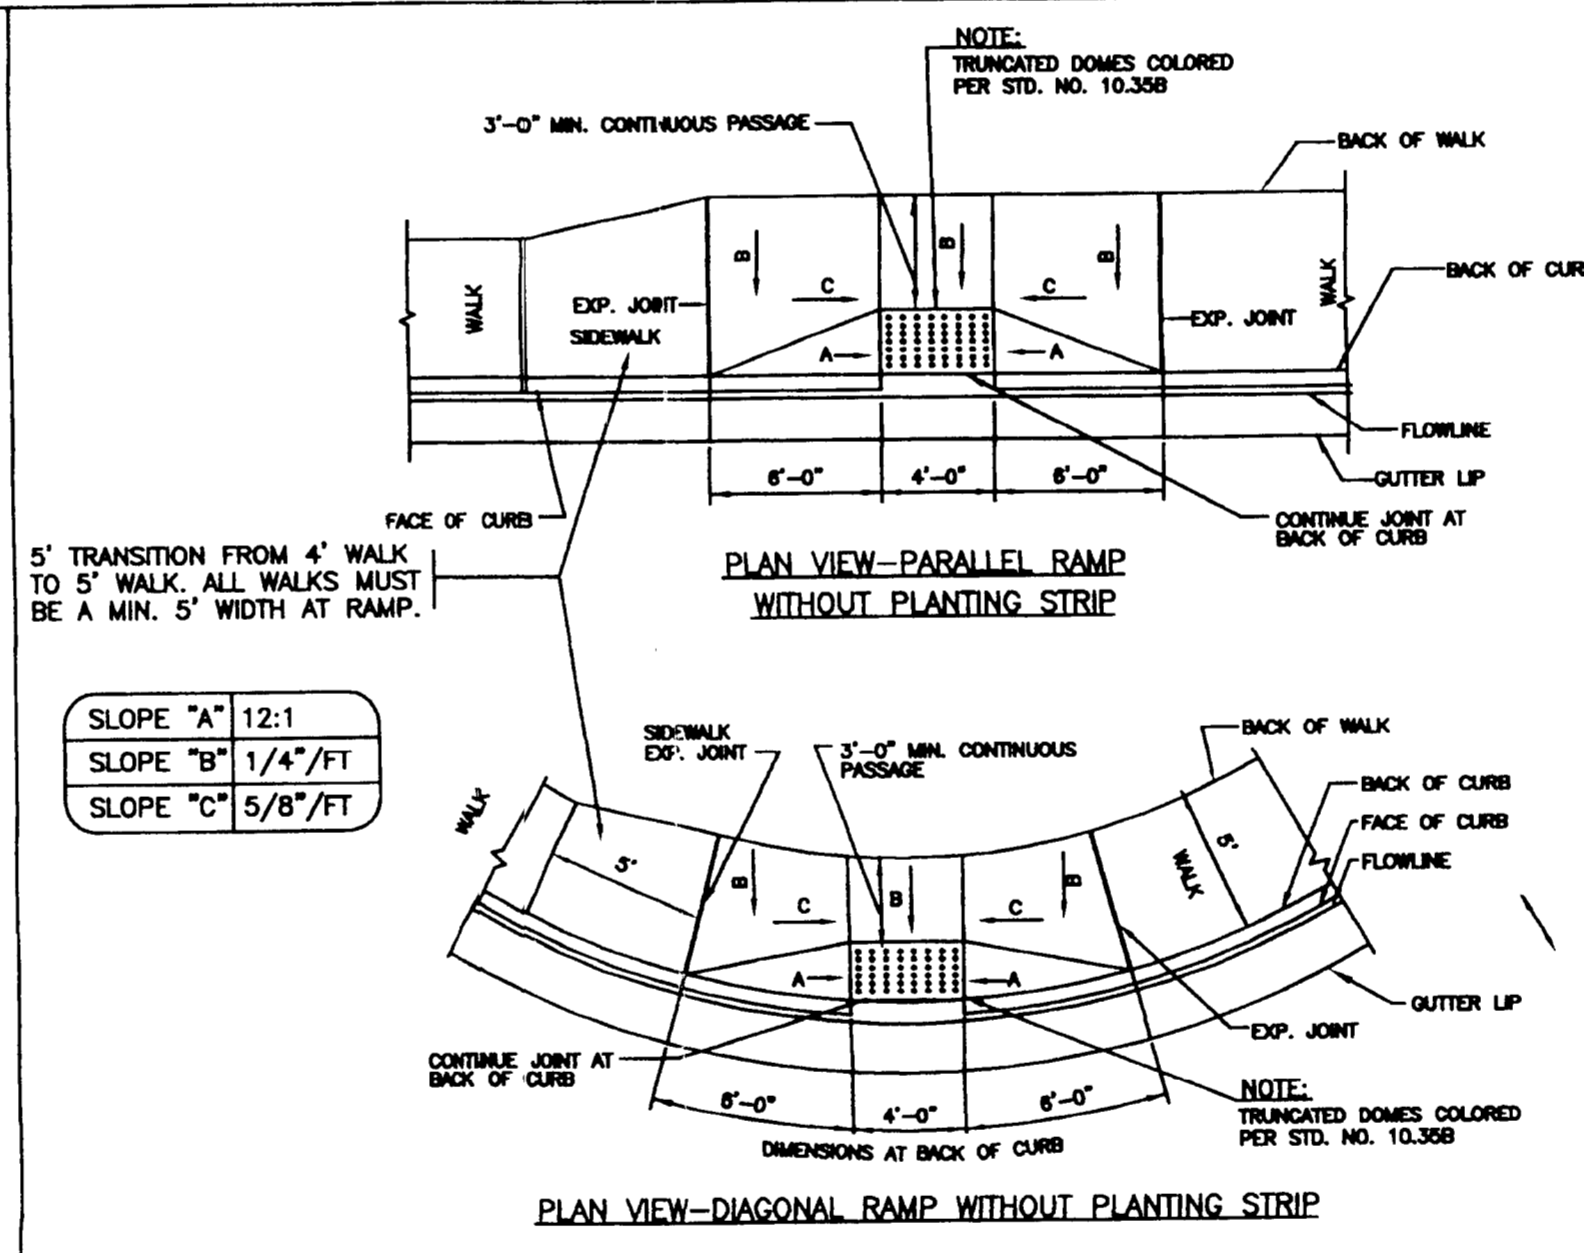 NOTE:
TRUNCATED DOMES COLORED
PER STD. NO. 10.35B
3'-0" MIN. CONTINUOUS PASSAGE
BACK OF WALK
WALK
B
C
EXP. JOINT
SIDEWALK
A
B
B
C
A
WALK
BACK OF CUR
EXP. JOINT
FLOWLINE
GUTTER LIP
6'-0"
4'-0"
6'-0"
FACE OF CURB
CONTINUE JOINT AT
BACK OF CURB
5' TRANSITION FROM 4' WALK
TO 5' WALK. ALL WALKS MUST
BE A MIN. 5' WIDTH AT RAMP.
PLAN VIEW-PARALLEL RAMP
WITHOUT PLANTING STRIP
SLOPE "A" 12:1
SLOPE "B" 1/4"/FT
SLOPE "C" 5/8"/FT
SIDEWALK
EXP. JOINT
3'-0" MIN. CONTINUOUS
PASSAGE
BACK OF WALK
BACK OF CURB
FACE OF CURB
FLOWLINE
WALK
5'
B
C
B
C
B
WALK
5'
A
A
GUTTER LIP
EXP. JOINT
CONTINUE JOINT AT
BACK OF CURB
6'-0"
4'-0"
6'-0"
DIMENSIONS AT BACK OF CURB
NOTE:
TRUNCATED DOMES COLORED
PER STD. NO. 10.35B
PLAN VIEW-DIAGONAL RAMP WITHOUT PLANTING STRIP